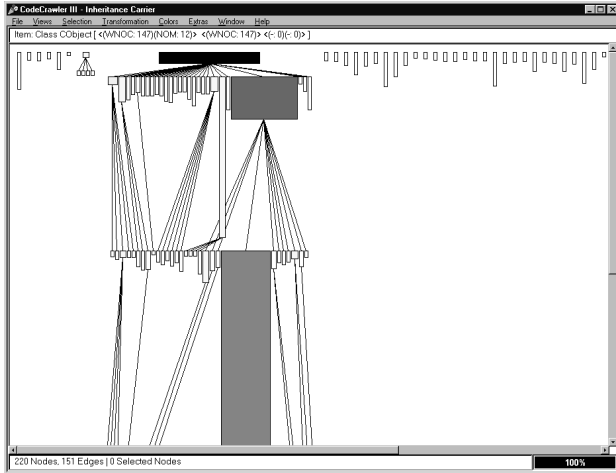 CodeCrawler III - Inheritance Carrier
File Views Selection Transformation Colors Extras Window Help
Item: Class CObject [ <(WNOC: 147)(NOM: 12)> <(WNOC: 147)> <(-: 0)(-: 0)> ]
220 Nodes, 151 Edges | 0 Selected Nodes
100%